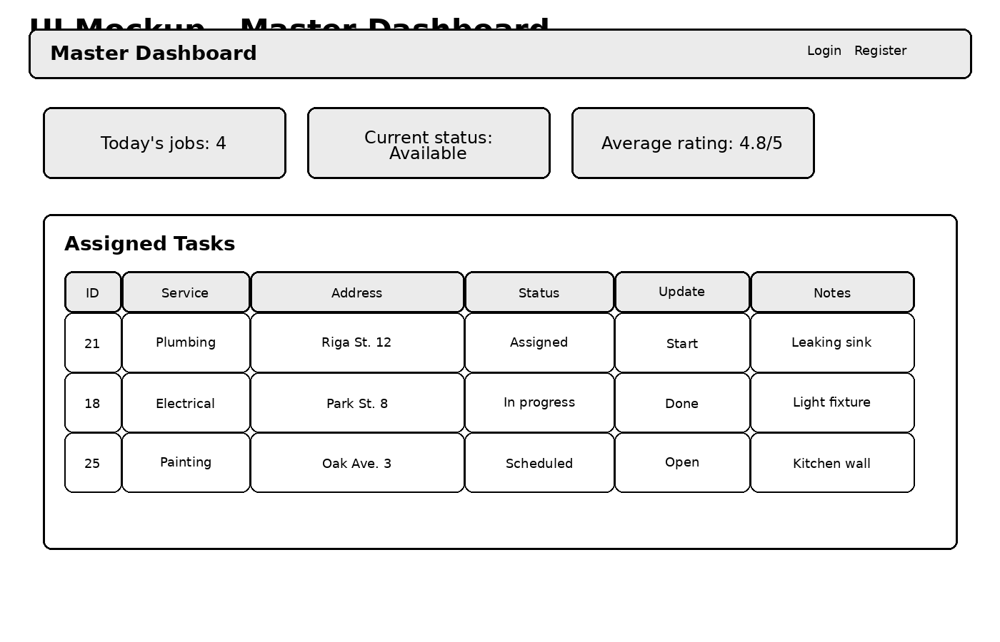 UI Mockup – Master Dashboard
Master Dashboard
Login Register
Today's jobs: 4
Current status:
Available
Average rating: 4.8/5
Assigned Tasks
ID Service Address Status Update Notes
21 Plumbing Riga St. 12 Assigned Start Leaking sink
18 Electrical Park St. 8 In progress Done Light fixture
25 Painting Oak Ave. 3 Scheduled Open Kitchen wall